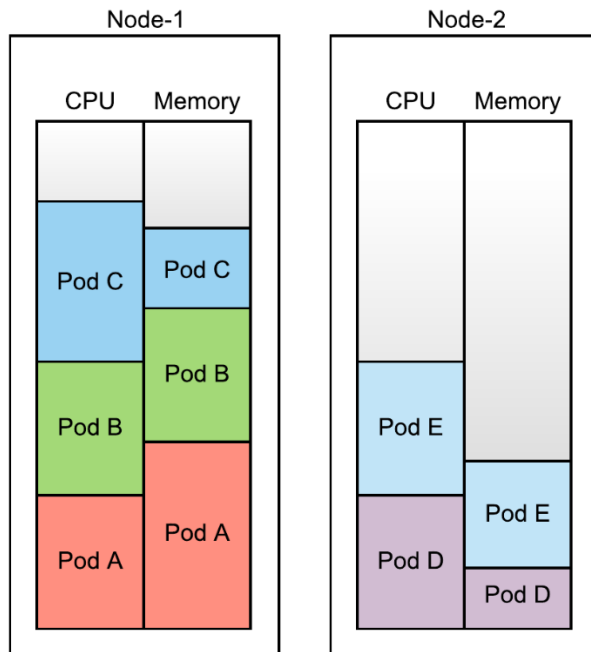 Node-1
CPU Memory
Pod C
Pod C
Pod B
Pod B
Pod A
Pod A
Node-2
CPU Memory
Pod E
Pod E
Pod D
Pod D